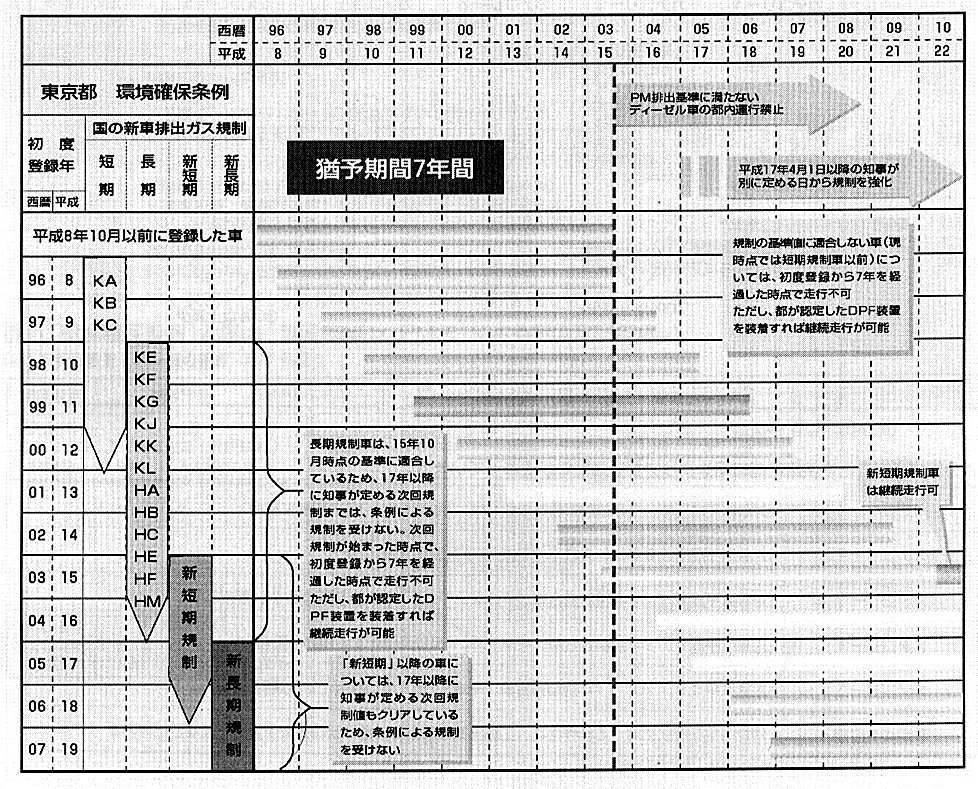 西暦 96 97 98 99 00 01 02 03 04 05 06 07 08 09 10
平成 8 9 10 11 12 13 14 15 16 17 18 19 20 21 22
東京都 環境確保条例
初度
登録年
西暦 平成
国の新車排出ガス規制
短期
長期
新短期
新長期
猶予期間7年間
PM排出基準に満たない
ディーゼル車の都内運行禁止
平成17年4月1日以降の知事が
別に定める日から規制を強化
平成8年10月以前に登録した車
規制の基準値に適合しない車(現
時点では短期規制車以前)につ
いては、初度登録から7年を経
過した時点で走行不可
ただし、都が認定したDPF装置
を装着すれば継続走行が可能
96 8
97 9
98 10
99 11
00 12
01 13
02 14
03 15
04 16
05 17
06 18
07 19
KA
KB
KC
KE
KF
KG
KJ
KK
KL
HA
HB
HC
HE
HF
HM
新短期規制
新長期規制
長期規制車は、15年10
月時点の基準に適合し
ているため、17年以降
に知事が定める次回規
制までは、条例による
規制を受けない。次回
規制が始まった時点で、
初度登録から7年を経
過した時点で走行不可
ただし、都が認定したD
PF装置を装着すれば
継続走行が可能
新短期規制車
は継続走行可
「新短期」以降の車に
ついては、17年以降に
知事が定める次回規
制値もクリアしている
ため、条例による規制
を受けない